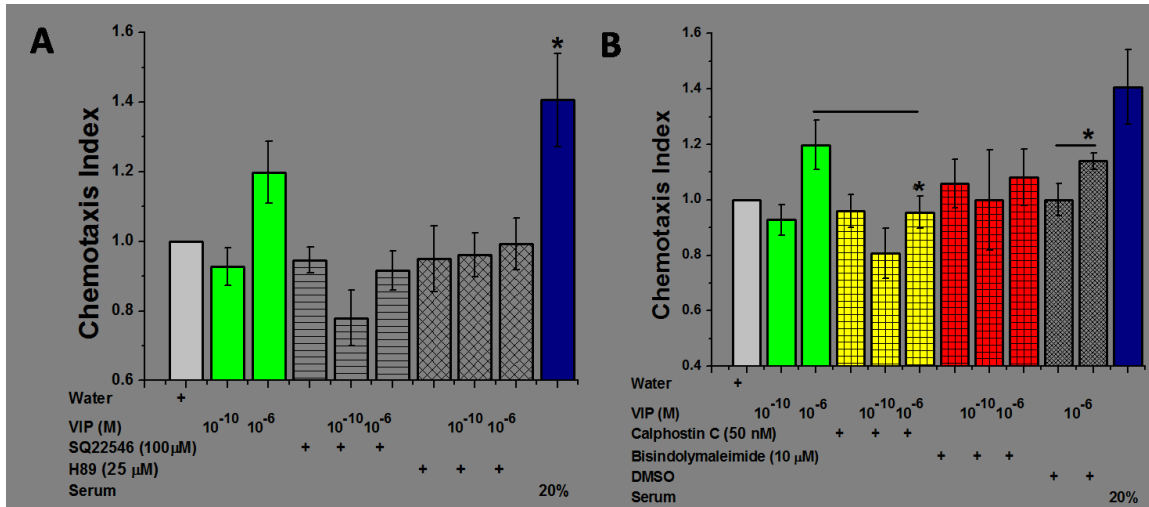 A
Chemotaxis Index
1.6
1.4
*
1.2
1.0
0.8
0.6
Water +
VIP (M) 10-10 10-6 10-10 10-6 10-10 10-6
SQ22546 (100μM) + + +
H89 (25 μM) + + +
Serum 20%
B
Chemotaxis Index
1.6
1.4
1.2
*
*
1.0
0.8
0.6
0.4
Water +
VIP (M) 10-10 10-6 10-10 10-6 10-10 10-6 10-6
Calphostin C (50 nM) + + +
Bisindolymaleimide (10 μM) + + +
DMSO + +
Serum 20%